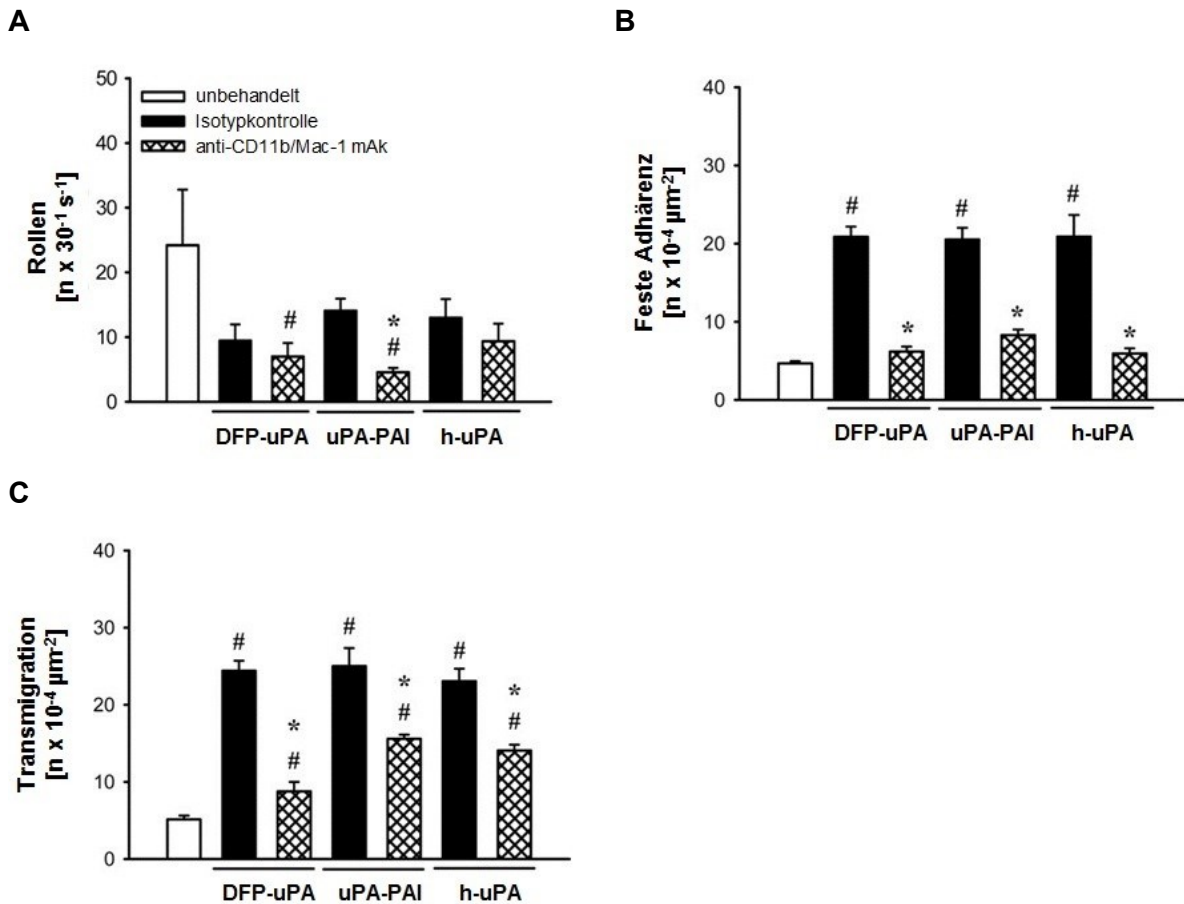 A
Rollen
[n x 30⁻¹ s⁻¹]
50
40
30
20
10
0
unbehandelt
Isotypkontrolle
anti-CD11b/Mac-1 mAk
#
*
#
DFP-uPA uPA-PAI h-uPA
B
Feste Adhärenz
[n x 10⁻⁴ µm⁻²]
40
30
20
10
0
# # #
* * *
DFP-uPA uPA-PAI h-uPA
C
Transmigration
[n x 10⁻⁴ µm⁻²]
40
30
20
10
0
# # #
* * *
# # #
DFP-uPA uPA-PAI h-uPA